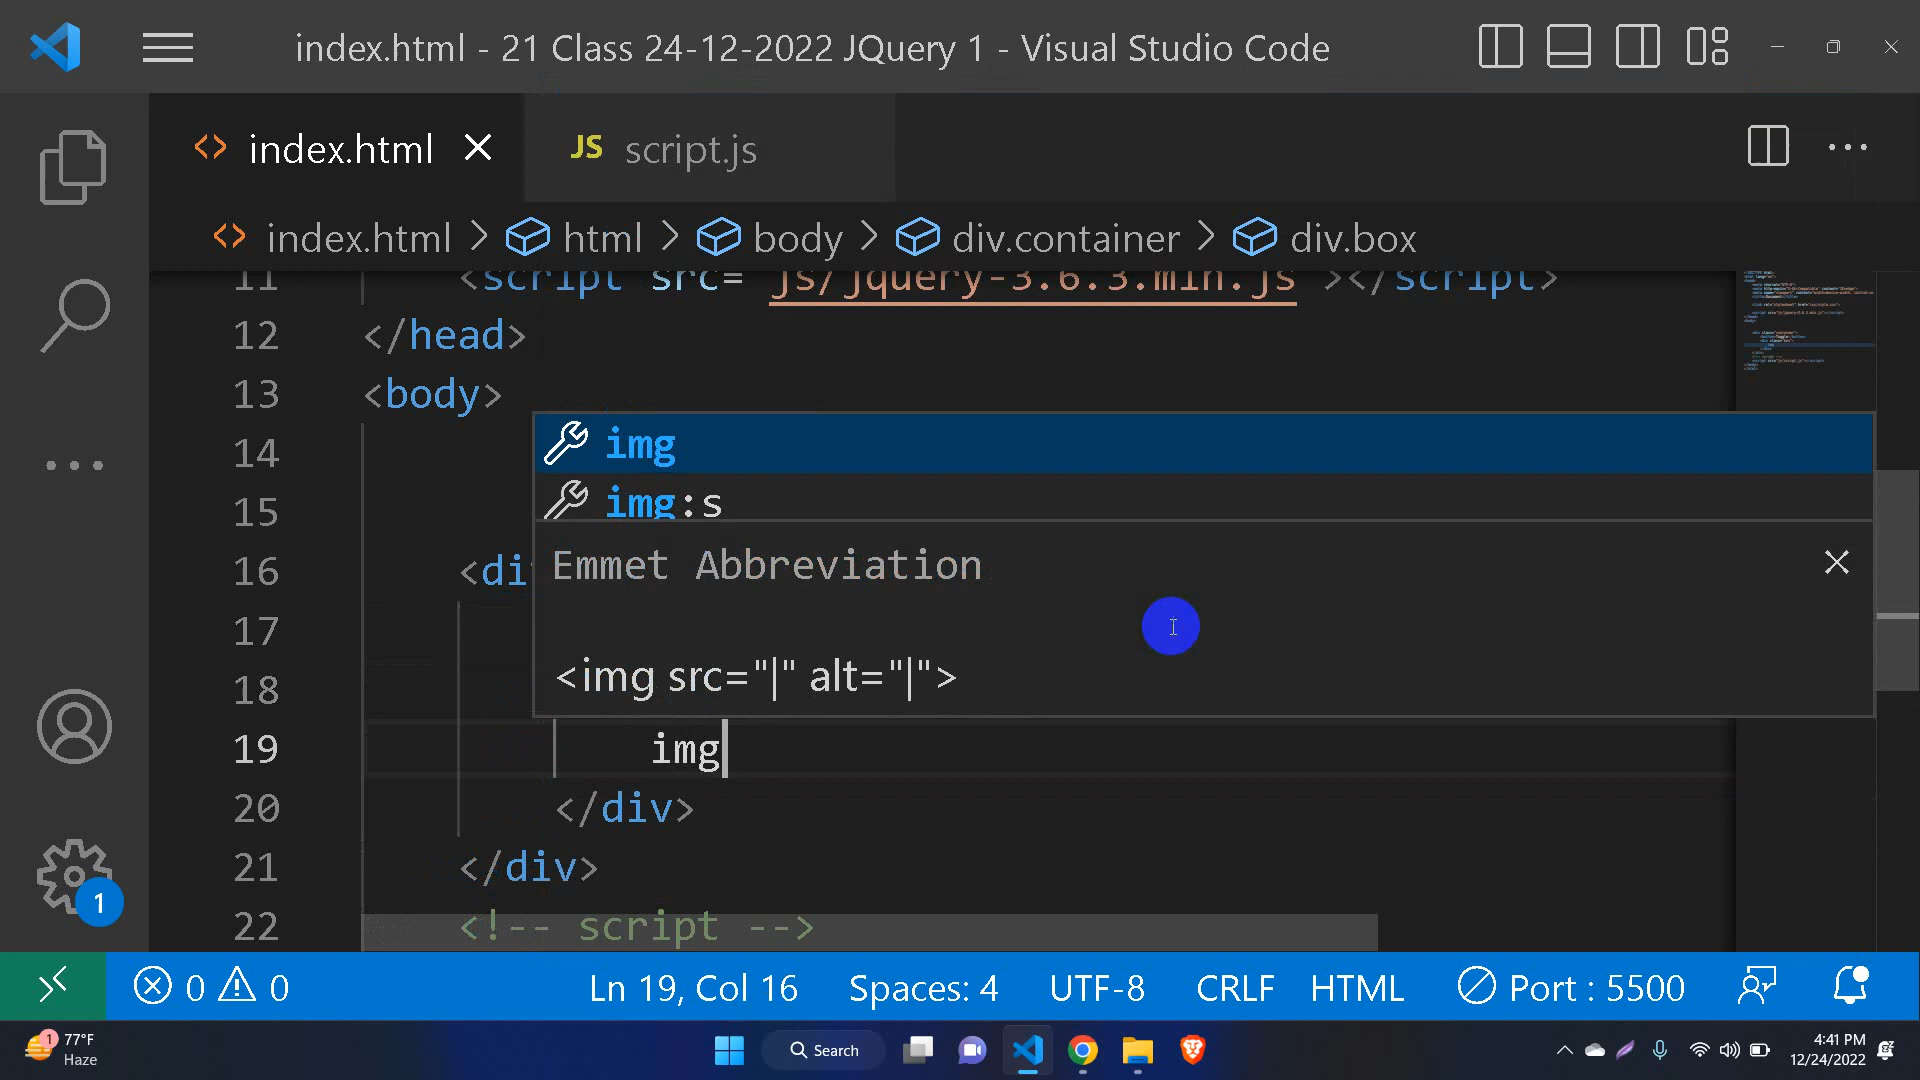 index.html - 21 Class 24-12-2022 JQuery 1 - Visual Studio Code
<> index.html
JS script.js
<> index.html > html > body > div.container > div.box
11 <script src="js/jquery-3.6.3.min.js"></script>
12 </head>
13 <body>
14
img
15
img:s
16 <di
Emmet Abbreviation
17
18
<img src="|" alt="|">
19 img
20 </div>
21 </div>
22 <!-- script -->
1
0 0
Ln 19, Col 16
Spaces: 4
UTF-8
CRLF
HTML
Port : 5500
1
77°F
Haze
Search
4:41 PM
12/24/2022